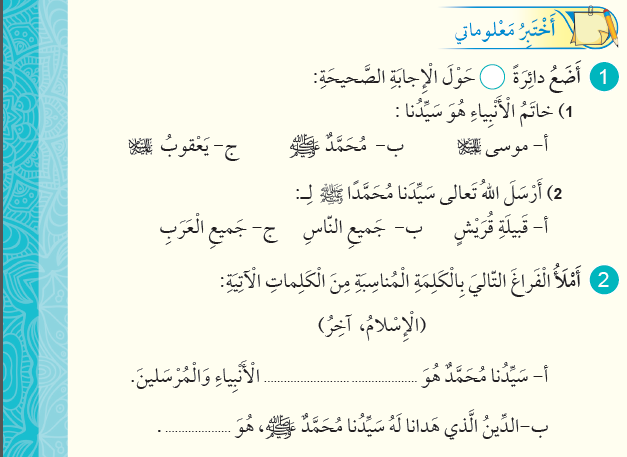 أَخْتَبِرُ مَعْلوماتي
1 أَضَعُ دائِرَةً حَوْلَ الْإِجابَةِ الصَّحيحَةِ:
1) خاتَمُ الْأَنْبِياءِ هُوَ سَيِّدُنا :
أ- موسى عليه السلام ب- مُحَمَّدٌ ﷺ ج- يَعْقوبُ عليه السلام
2) أَرْسَلَ اللهُ تَعالى سَيِّدَنا مُحَمَّدًا ﷺ لِـ:
أ- قَبيلَةِ قُرَيْشٍ ب- جَميعِ النّاسِ ج- جَميعِ الْعَرَبِ
2 أَمْلَأُ الْفَراغَ التّاليَ بِالْكَلِمَةِ الْمُناسِبَةِ مِنَ الْكَلِماتِ الْآتِيَةِ:
(الْإِسْلامُ، آخِرُ)
أ- سَيِّدُنا مُحَمَّدٌ هُوَ ............................................... الْأَنْبِياءِ وَالْمُرْسَلينَ.
ب-الدِّينُ الَّذي هَدانا لَهُ سَيِّدُنا مُحَمَّدٌ ﷺ، هُوَ .................... .